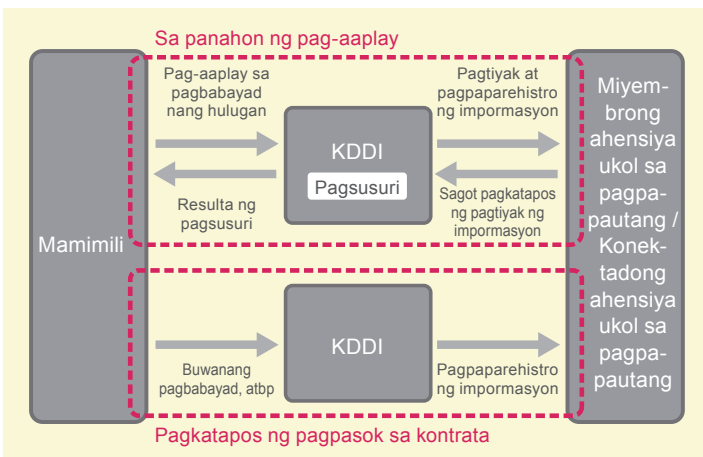 Sa panahon ng pag-aaplay
Pag-aaplay sa
pagbabayad
nang hulugan
Pagtiyak at
pagpaparehistro
ng impormasyon
KDDI
Pagsusuri
Resulta ng
pagsusuri
Sagot pagkatapos
ng pagtiyak ng
impormasyon
Mamimili
Miyem-
brong
ahensiya
ukol sa
pagpa-
pautang /
Konek-
tadong
ahensiya
ukol sa
pagpa-
pautang
KDDI
Buwanang
pagbabayad, atbp
Pagpaparehistro
ng impormasyon
Pagkatapos ng pagpasok sa kontrata